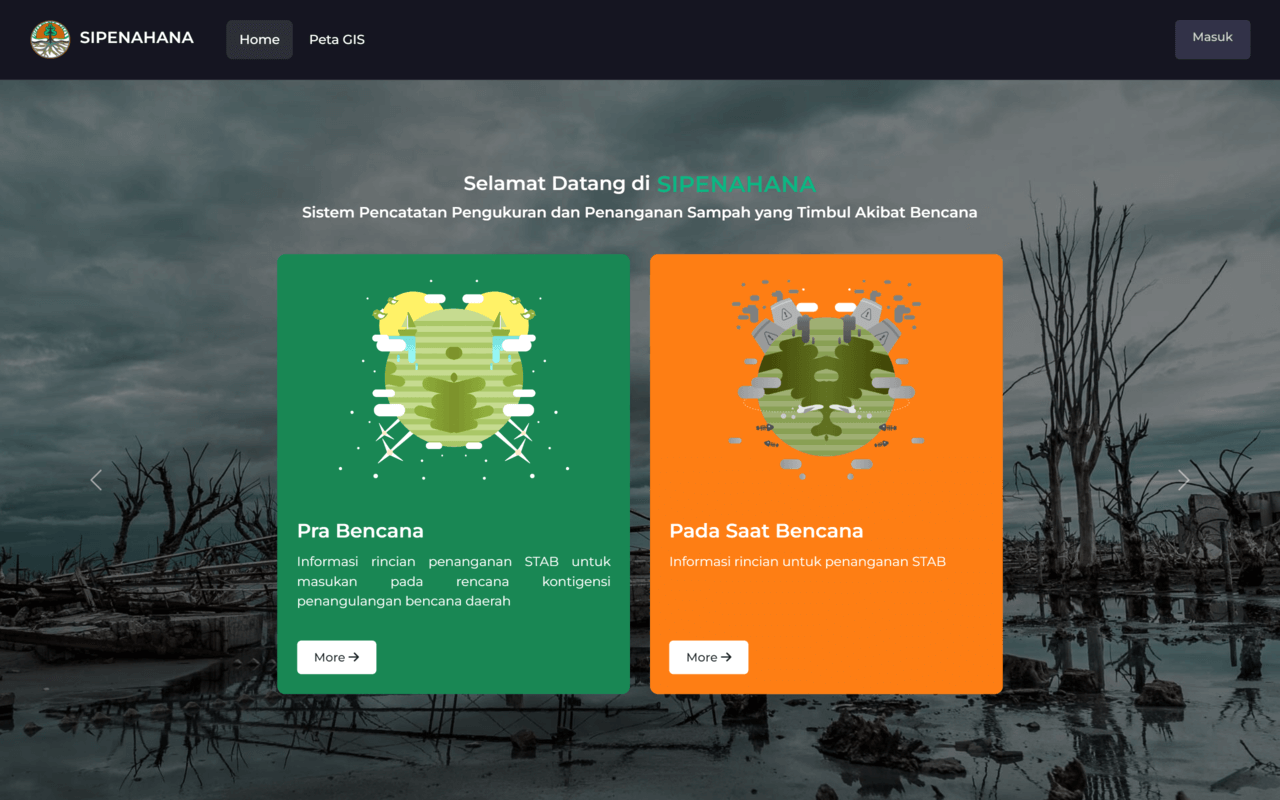 SIPENAHANA
Home
Peta GIS
Masuk
Selamat Datang di SIPENAHANA
Sistem Pencatatan Pengukuran dan Penanganan Sampah yang Timbul Akibat Bencana
Pra Bencana
Informasi rincian penanganan STAB untuk
masukan pada rencana kontigensi
penangulangan bencana daerah
More →
Pada Saat Bencana
Informasi rincian untuk penanganan STAB
More →